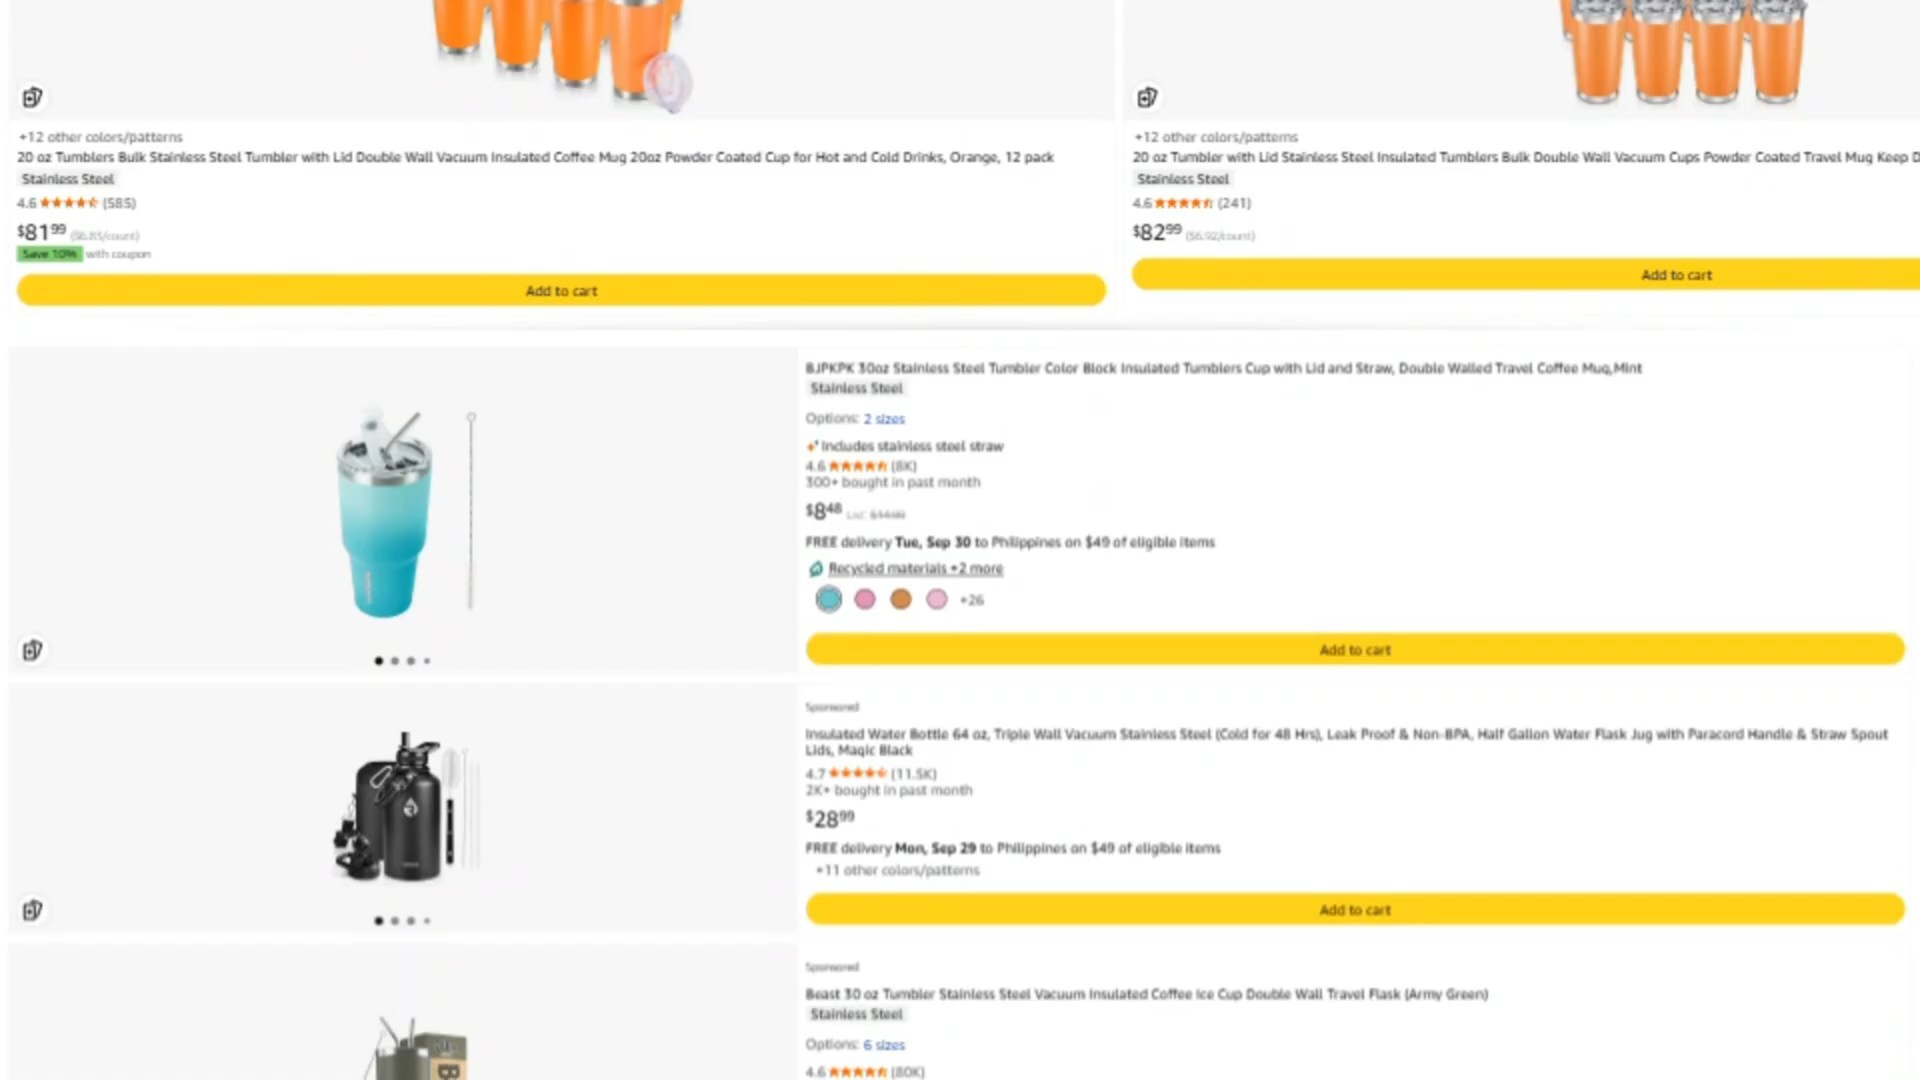 +12 other colors/patterns
20 oz Tumblers Bulk Stainless Steel Tumbler with Lid Double Wall Vacuum Insulated Coffee Mug 20oz Powder Coated Cup for Hot and Cold Drinks, Orange, 12 pack
Stainless Steel
4.6 (585)
$81.99 ($6.83/count)
Save 10% with coupon
Add to cart
+12 other colors/patterns
20 oz Tumbler with Lid Stainless Steel Insulated Tumblers Bulk Double Wall Vacuum Cups Powder Coated Travel Mug Keep D
Stainless Steel
4.6 (241)
$82.99 ($6.92/count)
Add to cart
BJPKPK 30oz Stainless Steel Tumbler Color Block Insulated Tumblers Cup with Lid and Straw, Double Walled Travel Coffee Mug,Mint
Stainless Steel
Options: 2 sizes
Includes stainless steel straw
4.6 (8K)
300+ bought in past month
$8.48 List: $14.99
FREE delivery Tue, Sep 30 to Philippines on $49 of eligible items
Recycled materials +2 more
+26
Add to cart
Sponsored
Insulated Water Bottle 64 oz, Triple Wall Vacuum Stainless Steel (Cold for 48 Hrs), Leak Proof & Non-BPA, Half Gallon Water Flask Jug with Paracord Handle & Straw Spout
Lids, Magic Black
4.7 (11.5K)
2K+ bought in past month
$28.99
FREE delivery Mon, Sep 29 to Philippines on $49 of eligible items
+11 other colors/patterns
Add to cart
Sponsored
Beast 30 oz Tumbler Stainless Steel Vacuum Insulated Coffee Ice Cup Double Wall Travel Flask (Army Green)
Stainless Steel
Options: 6 sizes
4.6 (80K)